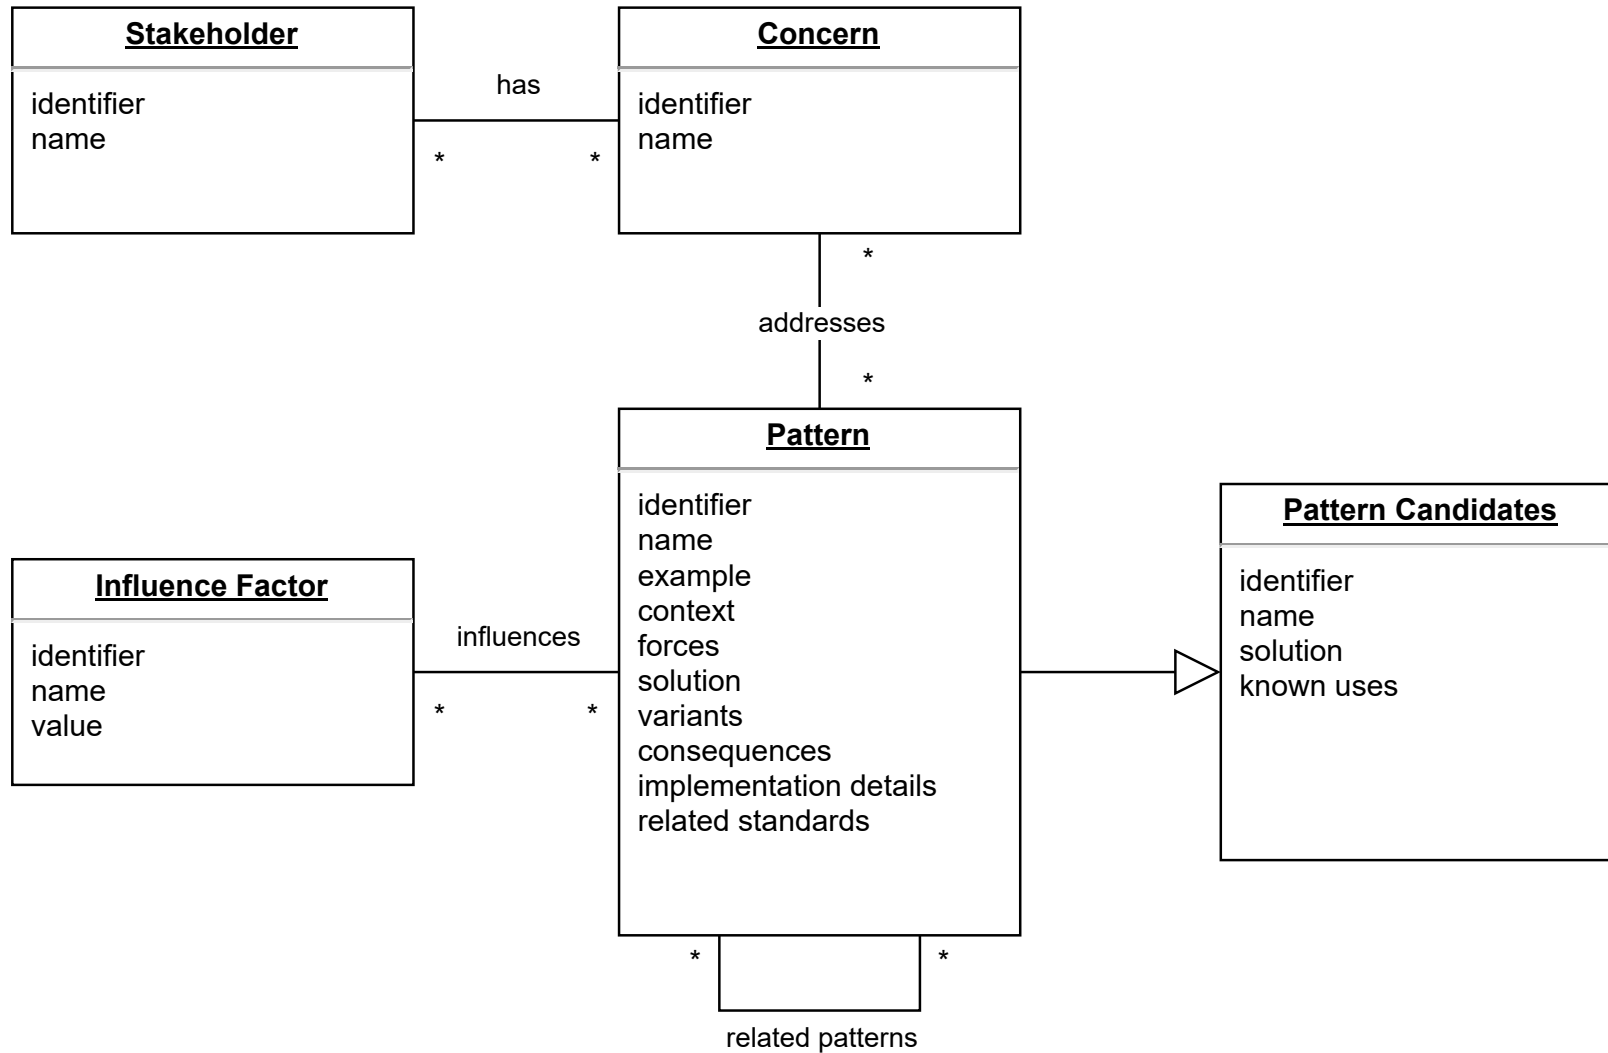 Stakeholder
identifier
name
has
*
*
Concern
identifier
name
*
addresses
*
Pattern
identifier
name
example
context
forces
solution
variants
consequences
implementation details
related standards
Influence Factor
identifier
name
value
influences
*
*
Pattern Candidates
identifier
name
solution
known uses
*
*
related patterns